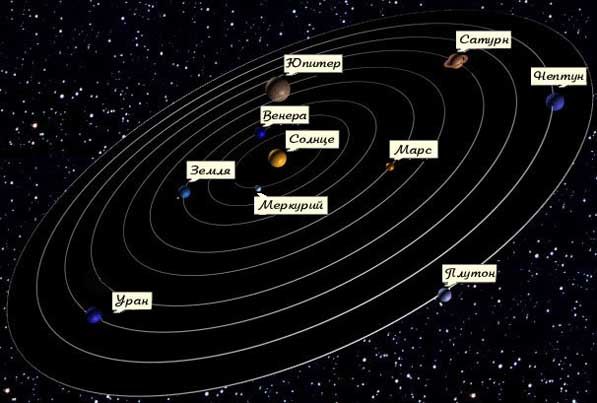 Сатурн
Юпитер
Нептун
Венера
Солнце
Марс
Земля
Меркурий
Плутон
Уран